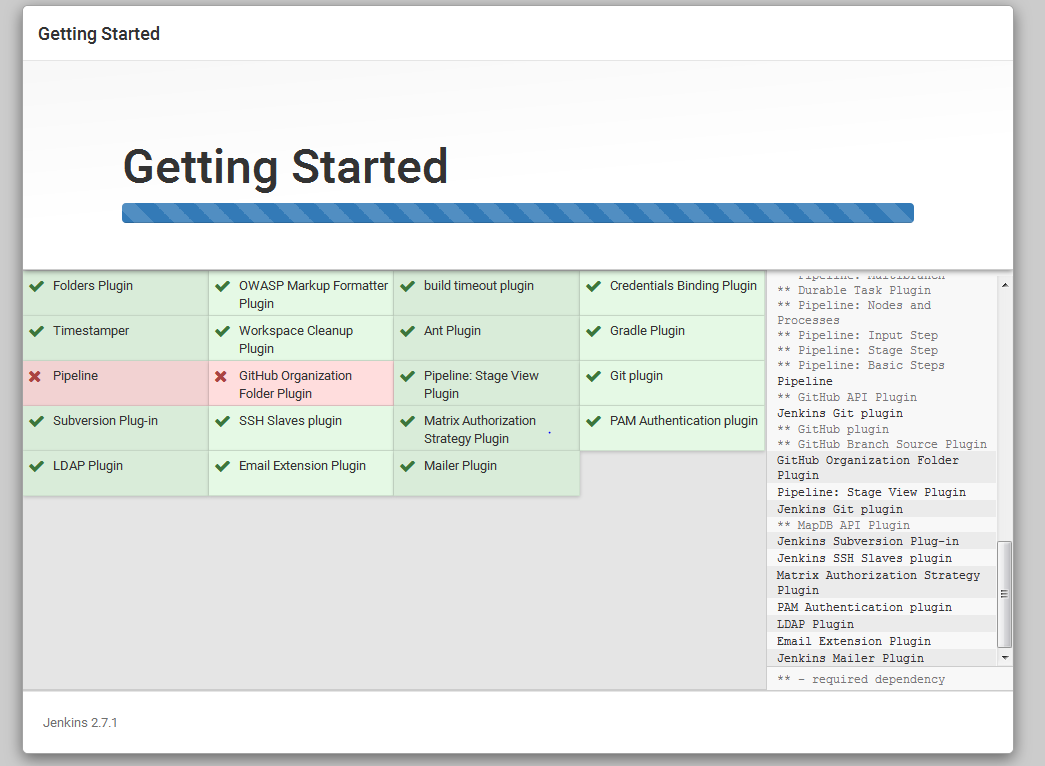 Getting Started
Getting Started
Folders Plugin
OWASP Markup Formatter
Plugin
build timeout plugin
Credentials Binding Plugin
Timestamper
Workspace Cleanup
Plugin
Ant Plugin
Gradle Plugin
Pipeline
GitHub Organization
Folder Plugin
Pipeline: Stage View
Plugin
Git plugin
Subversion Plug-in
SSH Slaves plugin
Matrix Authorization
Strategy Plugin
PAM Authentication plugin
LDAP Plugin
Email Extension Plugin
Mailer Plugin
Pipeline: Multibranch
** Durable Task Plugin
** Pipeline: Nodes and
Processes
** Pipeline: Input Step
** Pipeline: Stage Step
** Pipeline: Basic Steps
Pipeline
** GitHub API Plugin
Jenkins Git plugin
** GitHub plugin
** GitHub Branch Source Plugin
GitHub Organization Folder
Plugin
Pipeline: Stage View Plugin
Jenkins Git plugin
** MapDB API Plugin
Jenkins Subversion Plug-in
Jenkins SSH Slaves plugin
Matrix Authorization Strategy
Plugin
PAM Authentication plugin
LDAP Plugin
Email Extension Plugin
Jenkins Mailer Plugin
** - required dependency
Jenkins 2.7.1